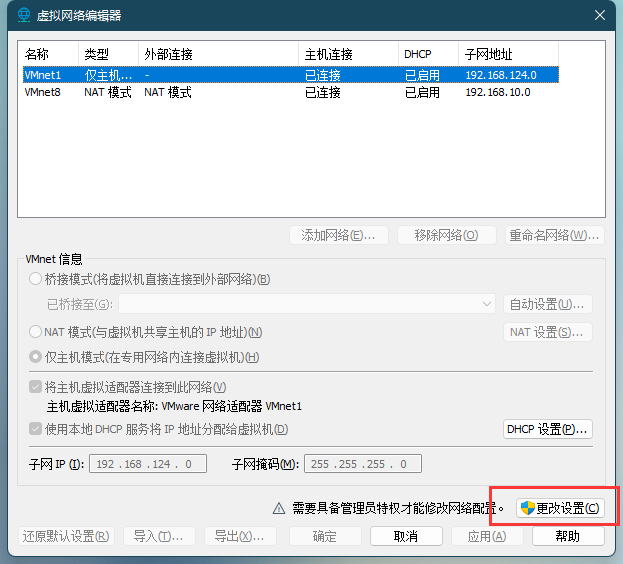 虚拟网络编辑器
名称 类型 外部连接 主机连接 DHCP 子网地址
VMnet1 仅主机... - 已连接 已启用 192.168.124.0
VMnet8 NAT 模式 NAT 模式 已连接 已启用 192.168.10.0
添加网络(E)... 移除网络(O) 重命名网络(W)...
VMnet 信息
桥接模式(将虚拟机直接连接到外部网络)(B)
已桥接至(G): 自动设置(U)...
NAT 模式(与虚拟机共享主机的 IP 地址)(N) NAT 设置(S)...
仅主机模式(在专用网络内连接虚拟机)(H)
将主机虚拟适配器连接到此网络(V)
主机虚拟适配器名称: VMware 网络适配器 VMnet1
使用本地 DHCP 服务将 IP 地址分配给虚拟机(D) DHCP 设置(P)...
子网 IP (I): 192 . 168 . 124 . 0 子网掩码(M): 255 . 255 . 255 . 0
需要具备管理员特权才能修改网络配置。 更改设置(C)
还原默认设置(R) 导入(T)... 导出(X)... 确定 取消 应用(A) 帮助